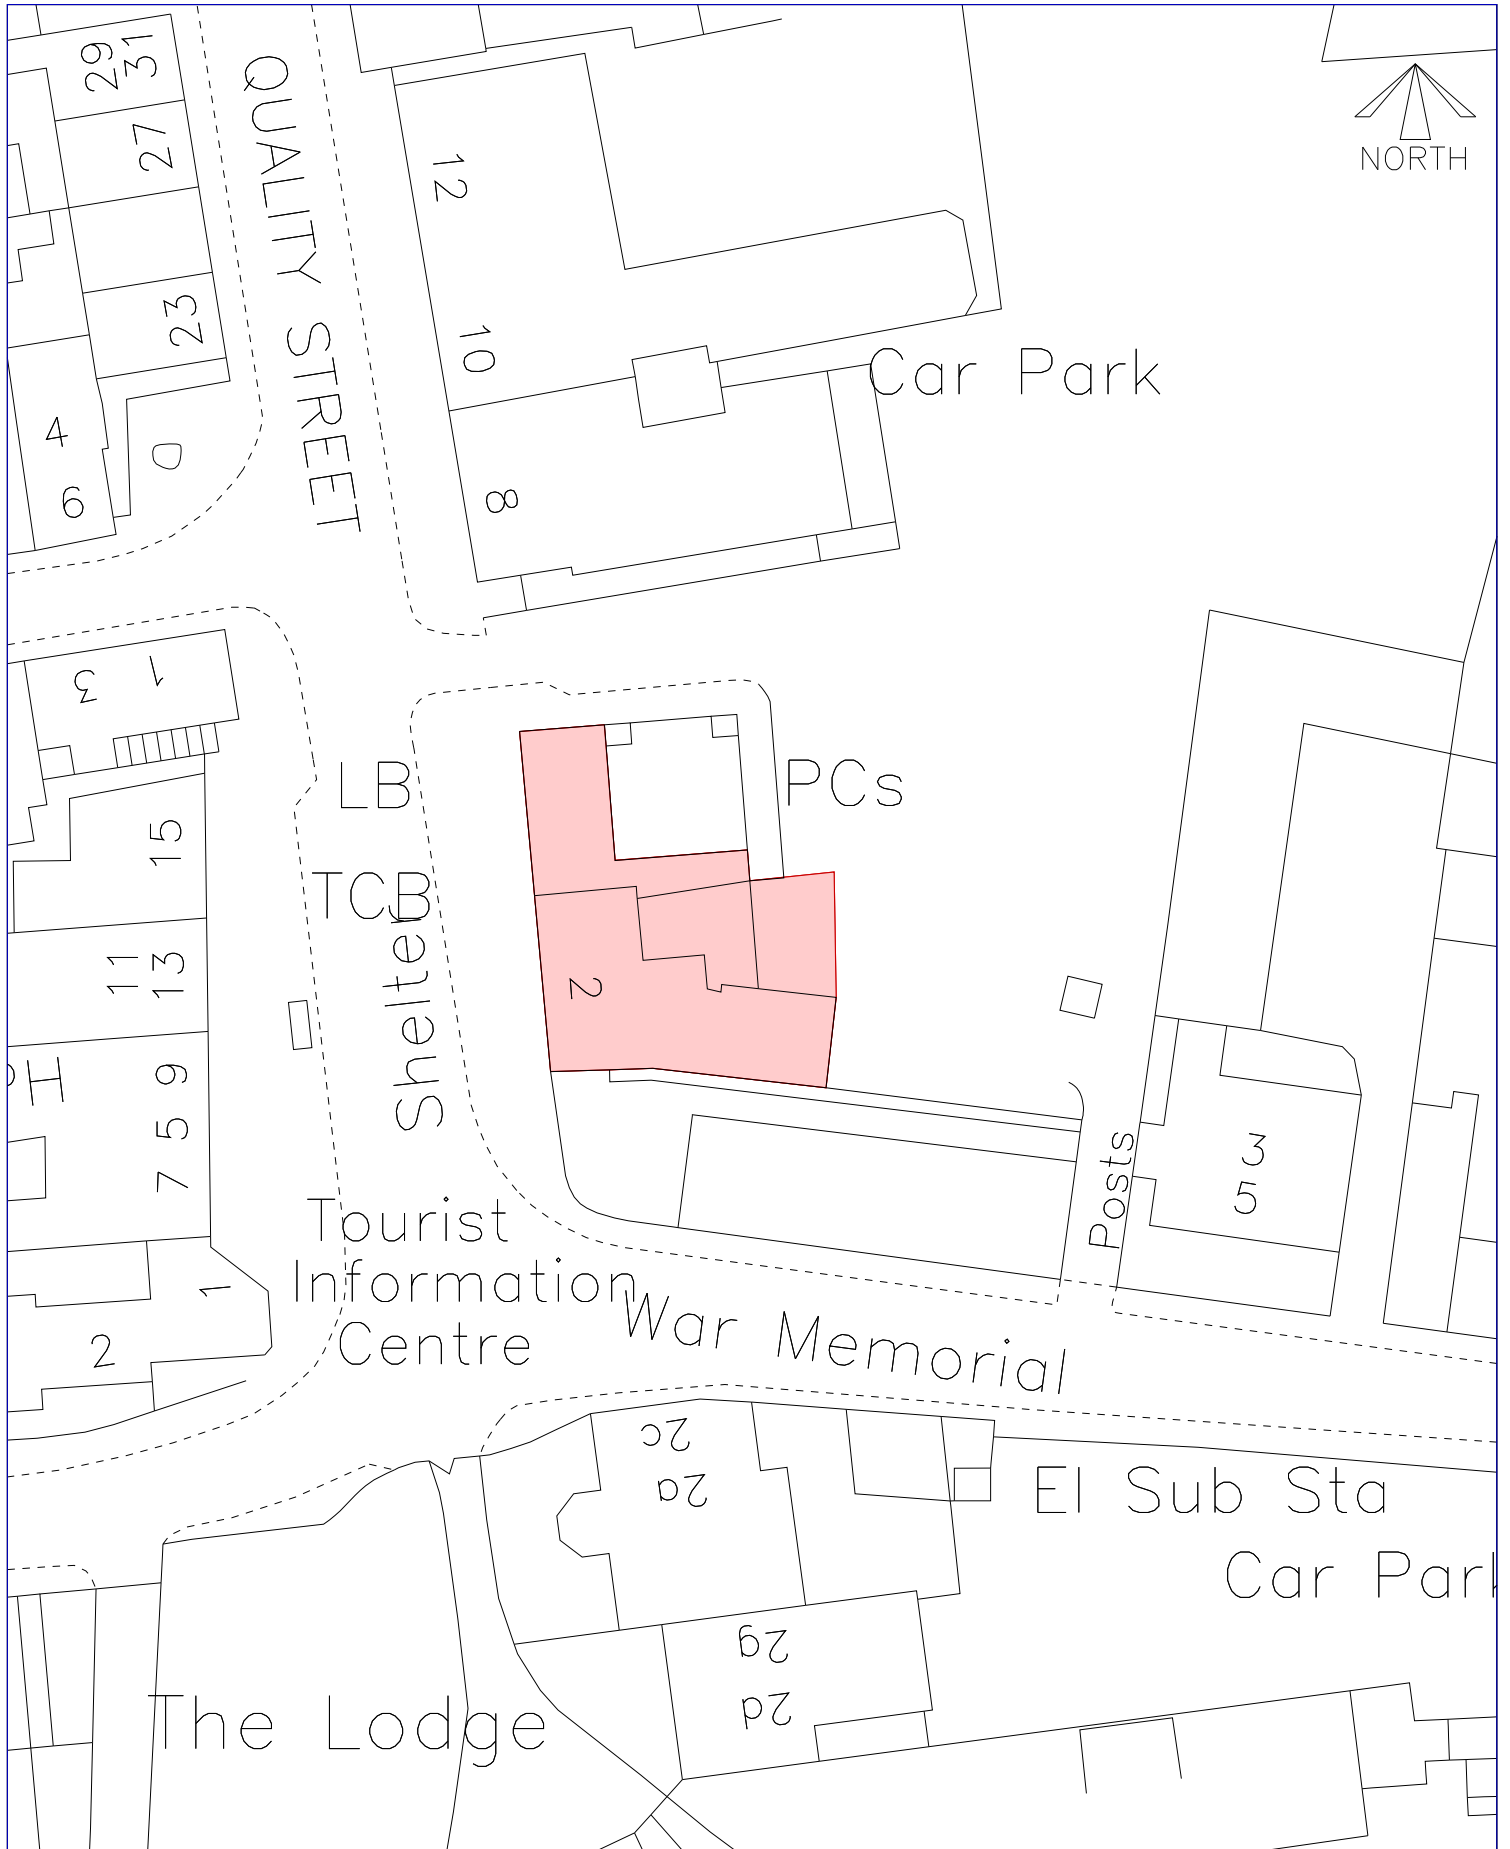 29
31
27
23
QUALITY STREET
12
10
8
NORTH
Car Park
4
6
3
1
LB
PCs
TCB
Shelter
15
11
13
2
H
9
5
7
Posts
3
5
1
2
Tourist
Information
Centre
War Memorial
2c
2a
El Sub Sta
Car Park
2g
2d
The Lodge